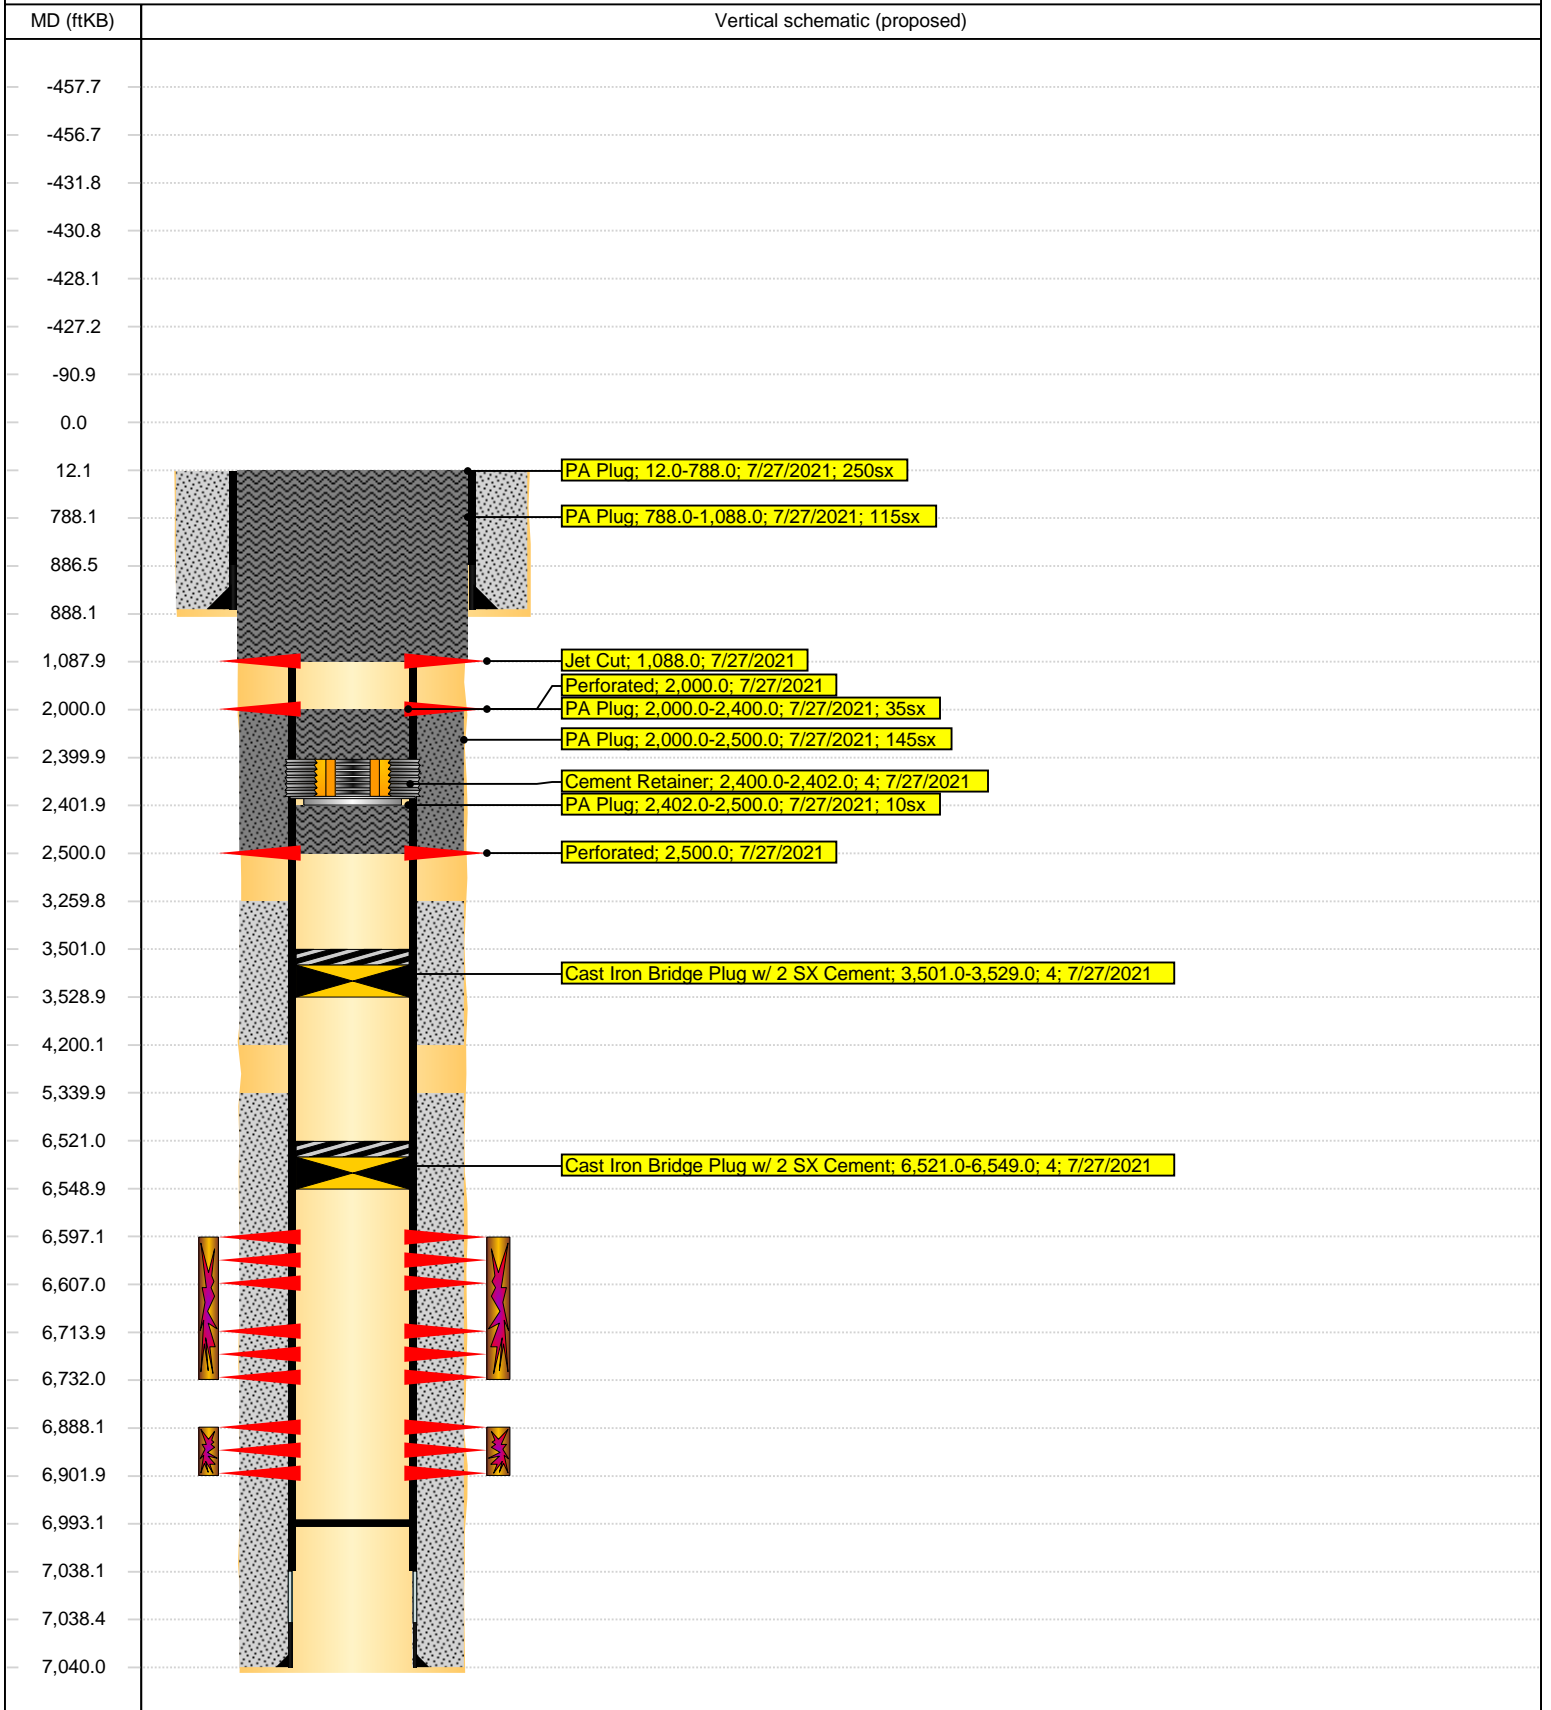 MD (ftKB)
Vertical schematic (proposed)
-457.7
-456.7
-431.8
-430.8
-428.1
-427.2
-90.9
0.0
12.1
PA Plug; 12.0-788.0; 7/27/2021; 250sx
788.1
PA Plug; 788.0-1,088.0; 7/27/2021; 115sx
886.5
888.1
1,087.9
Jet Cut; 1,088.0; 7/27/2021
Perforated; 2,000.0; 7/27/2021
2,000.0
PA Plug; 2,000.0-2,400.0; 7/27/2021; 35sx
PA Plug; 2,000.0-2,500.0; 7/27/2021; 145sx
2,399.9
Cement Retainer; 2,400.0-2,402.0; 4; 7/27/2021
2,401.9
PA Plug; 2,402.0-2,500.0; 7/27/2021; 10sx
2,500.0
Perforated; 2,500.0; 7/27/2021
3,259.8
3,501.0
Cast Iron Bridge Plug w/ 2 SX Cement; 3,501.0-3,529.0; 4; 7/27/2021
3,528.9
4,200.1
5,339.9
6,521.0
Cast Iron Bridge Plug w/ 2 SX Cement; 6,521.0-6,549.0; 4; 7/27/2021
6,548.9
6,597.1
6,607.0
6,713.9
6,732.0
6,888.1
6,901.9
6,993.1
7,038.1
7,038.4
7,040.0